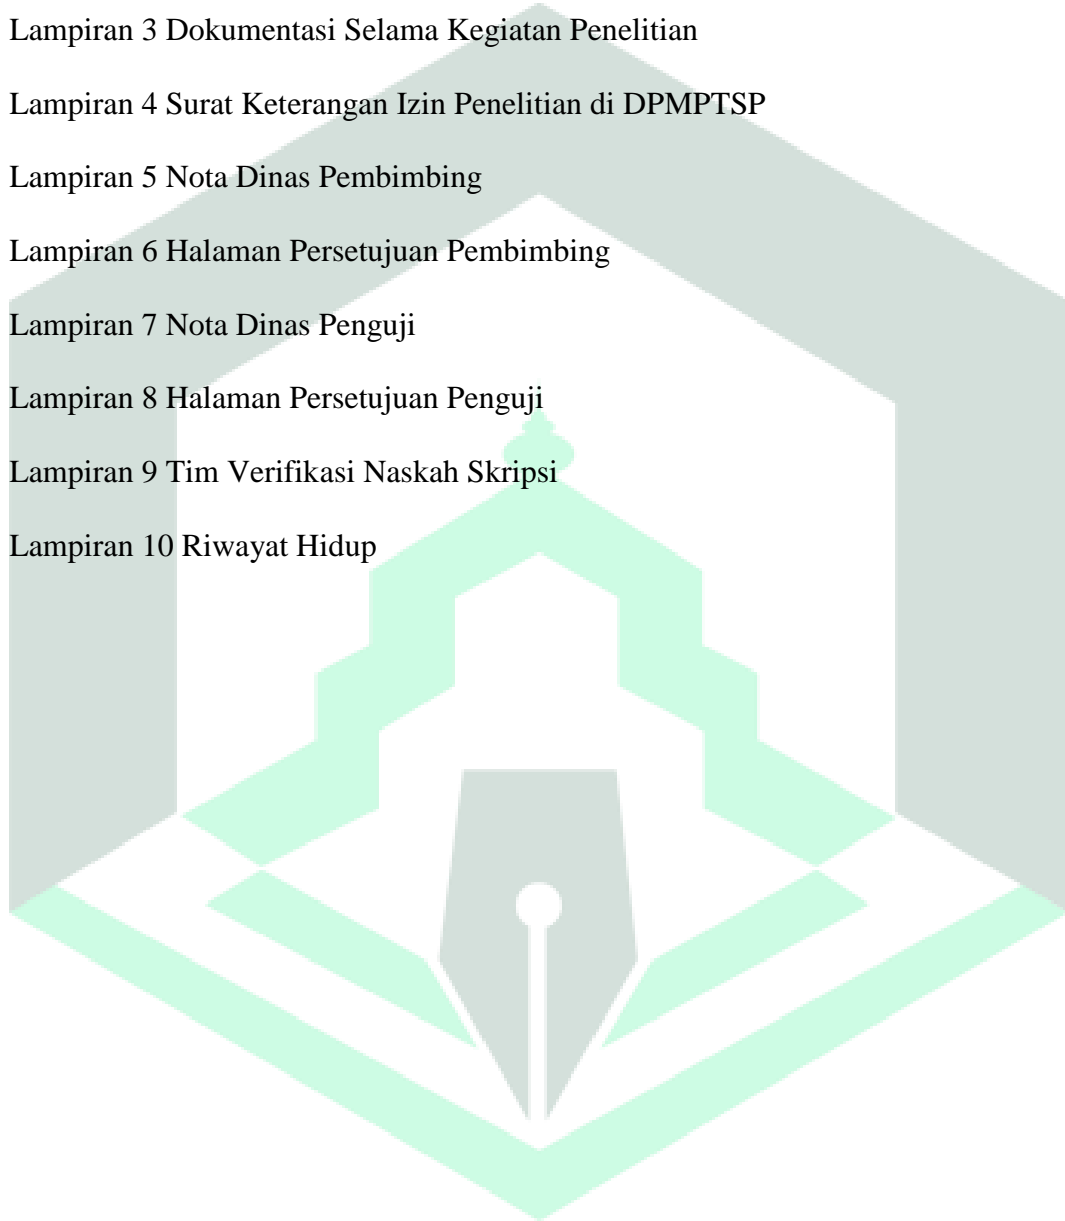 Lampiran 3 Dokumentasi Selama Kegiatan Penelitian
Lampiran 4 Surat Keterangan Izin Penelitian di DPMPTSP
Lampiran 5 Nota Dinas Pembimbing
Lampiran 6 Halaman Persetujuan Pembimbing
Lampiran 7 Nota Dinas Penguji
Lampiran 8 Halaman Persetujuan Penguji
Lampiran 9 Tim Verifikasi Naskah Skripsi
Lampiran 10 Riwayat Hidup